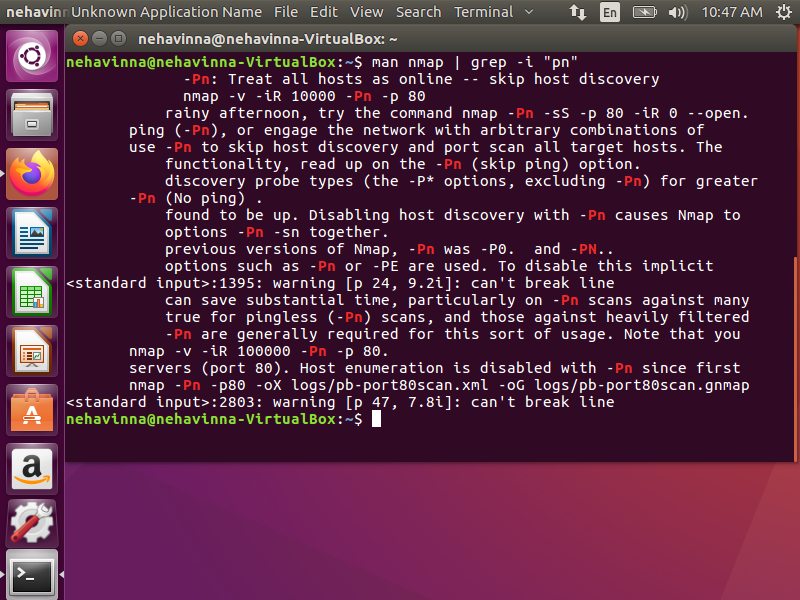 nehavinn Unknown Application Name File Edit View Search Terminal En 10:47 AM
nehavinna@nehavinna-VirtualBox: ~
nehavinna@nehavinna-VirtualBox:~$ man nmap | grep -i "pn"
-Pn: Treat all hosts as online -- skip host discovery
nmap -v -iR 10000 -Pn -p 80
rainy afternoon, try the command nmap -Pn -sS -p 80 -iR 0 --open.
ping (-Pn), or engage the network with arbitrary combinations of
use -Pn to skip host discovery and port scan all target hosts. The
functionality, read up on the -Pn (skip ping) option.
discovery probe types (the -P* options, excluding -Pn) for greater
-Pn (No ping) .
found to be up. Disabling host discovery with -Pn causes Nmap to
options -Pn -sn together.
previous versions of Nmap, -Pn was -P0.  and -PN..
options such as -Pn or -PE are used. To disable this implicit
<standard input>:1395: warning [p 24, 9.2i]: can't break line
can save substantial time, particularly on -Pn scans against many
true for pingless (-Pn) scans, and those against heavily filtered
-Pn are generally required for this sort of usage. Note that you
nmap -v -iR 100000 -Pn -p 80.
servers (port 80). Host enumeration is disabled with -Pn since first
nmap -Pn -p80 -oX logs/pb-port80scan.xml -oG logs/pb-port80scan.gnmap
<standard input>:2803: warning [p 47, 7.8i]: can't break line
nehavinna@nehavinna-VirtualBox:~$